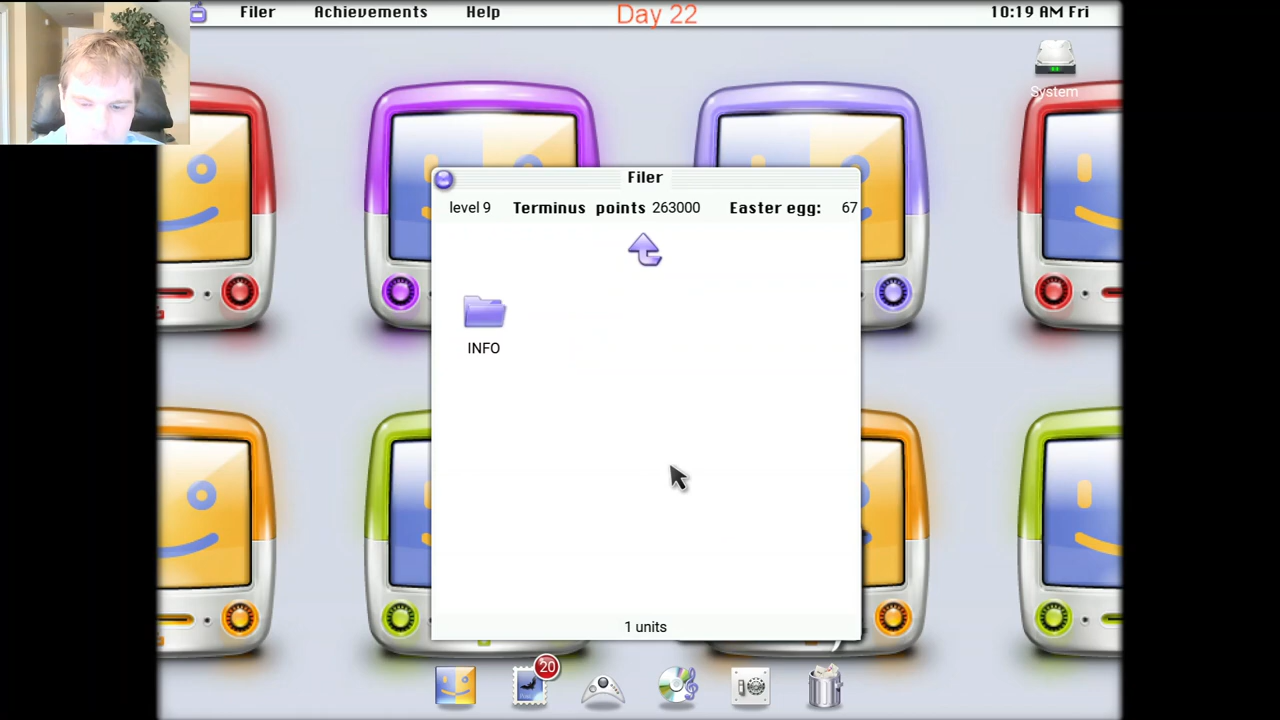 Filer Achievements Help Day 22 10:19 AM Fri
System
Filer
level 9 Terminus points 263000 Easter egg: 67
INFO
1 units
20